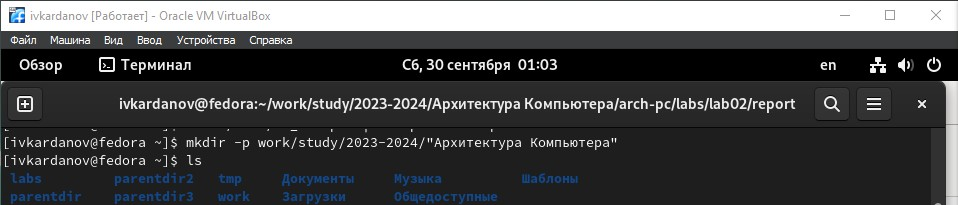 ivkardanov [Работает] - Oracle VM VirtualBox
Файл Машина Вид Ввод Устройства Справка
Обзор Терминал Сб, 30 сентября 01:03 en
ivkardanov@fedora:~/work/study/2023-2024/Архитектура Компьютера/arch-pc/labs/lab02/report
[ivkardanov@fedora ~]$ mkdir -p work/study/2023-2024/"Архитектура Компьютера"
[ivkardanov@fedora ~]$ ls
labs parentdir2 tmp Документы Музыка Шаблоны
parentdir parentdir3 work Загрузки Общедоступные